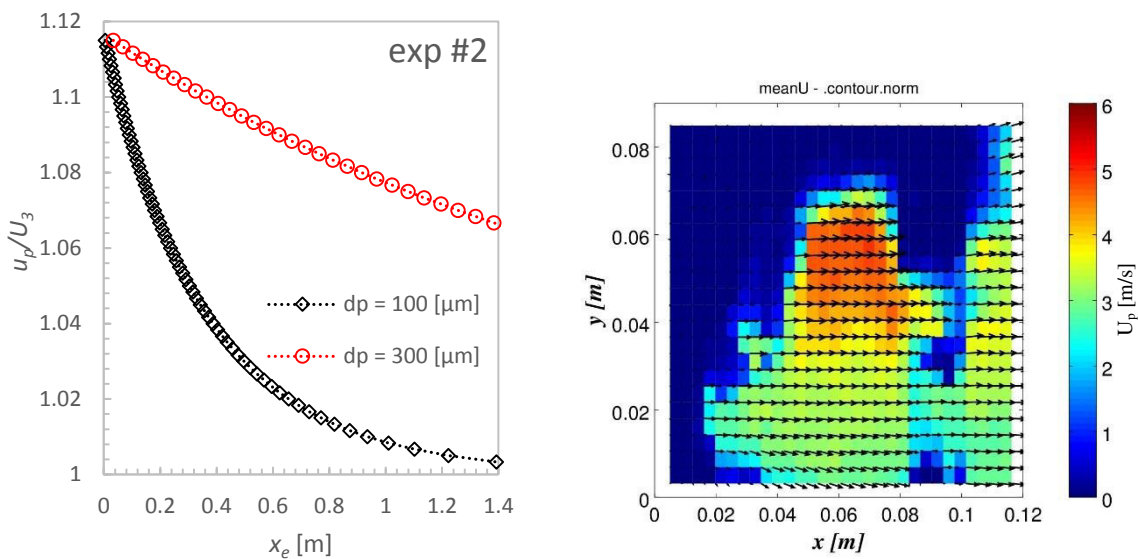 exp #2
1.12
1.1
1.08
1.06
1.04
1.02
1
u_p/U_3
dp = 100 [µm]
dp = 300 [µm]
0 0.2 0.4 0.6 0.8 1 1.2 1.4
x_e [m]
meanU - .contour.norm
0.08
0.06
0.04
0.02
0
y [m]
0 0.02 0.04 0.06 0.08 0.1 0.12
x [m]
6
5
4
3
2
1
0
U_p [m/s]